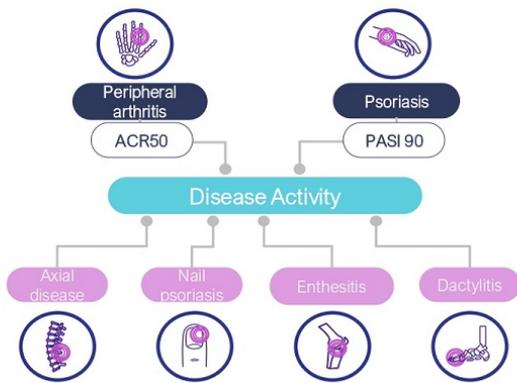 Peripheral
arthritis
Psoriasis
ACR50
PASI 90
Disease Activity
Axial
disease
Nail
psoriasis
Enthesitis
Dactylitis